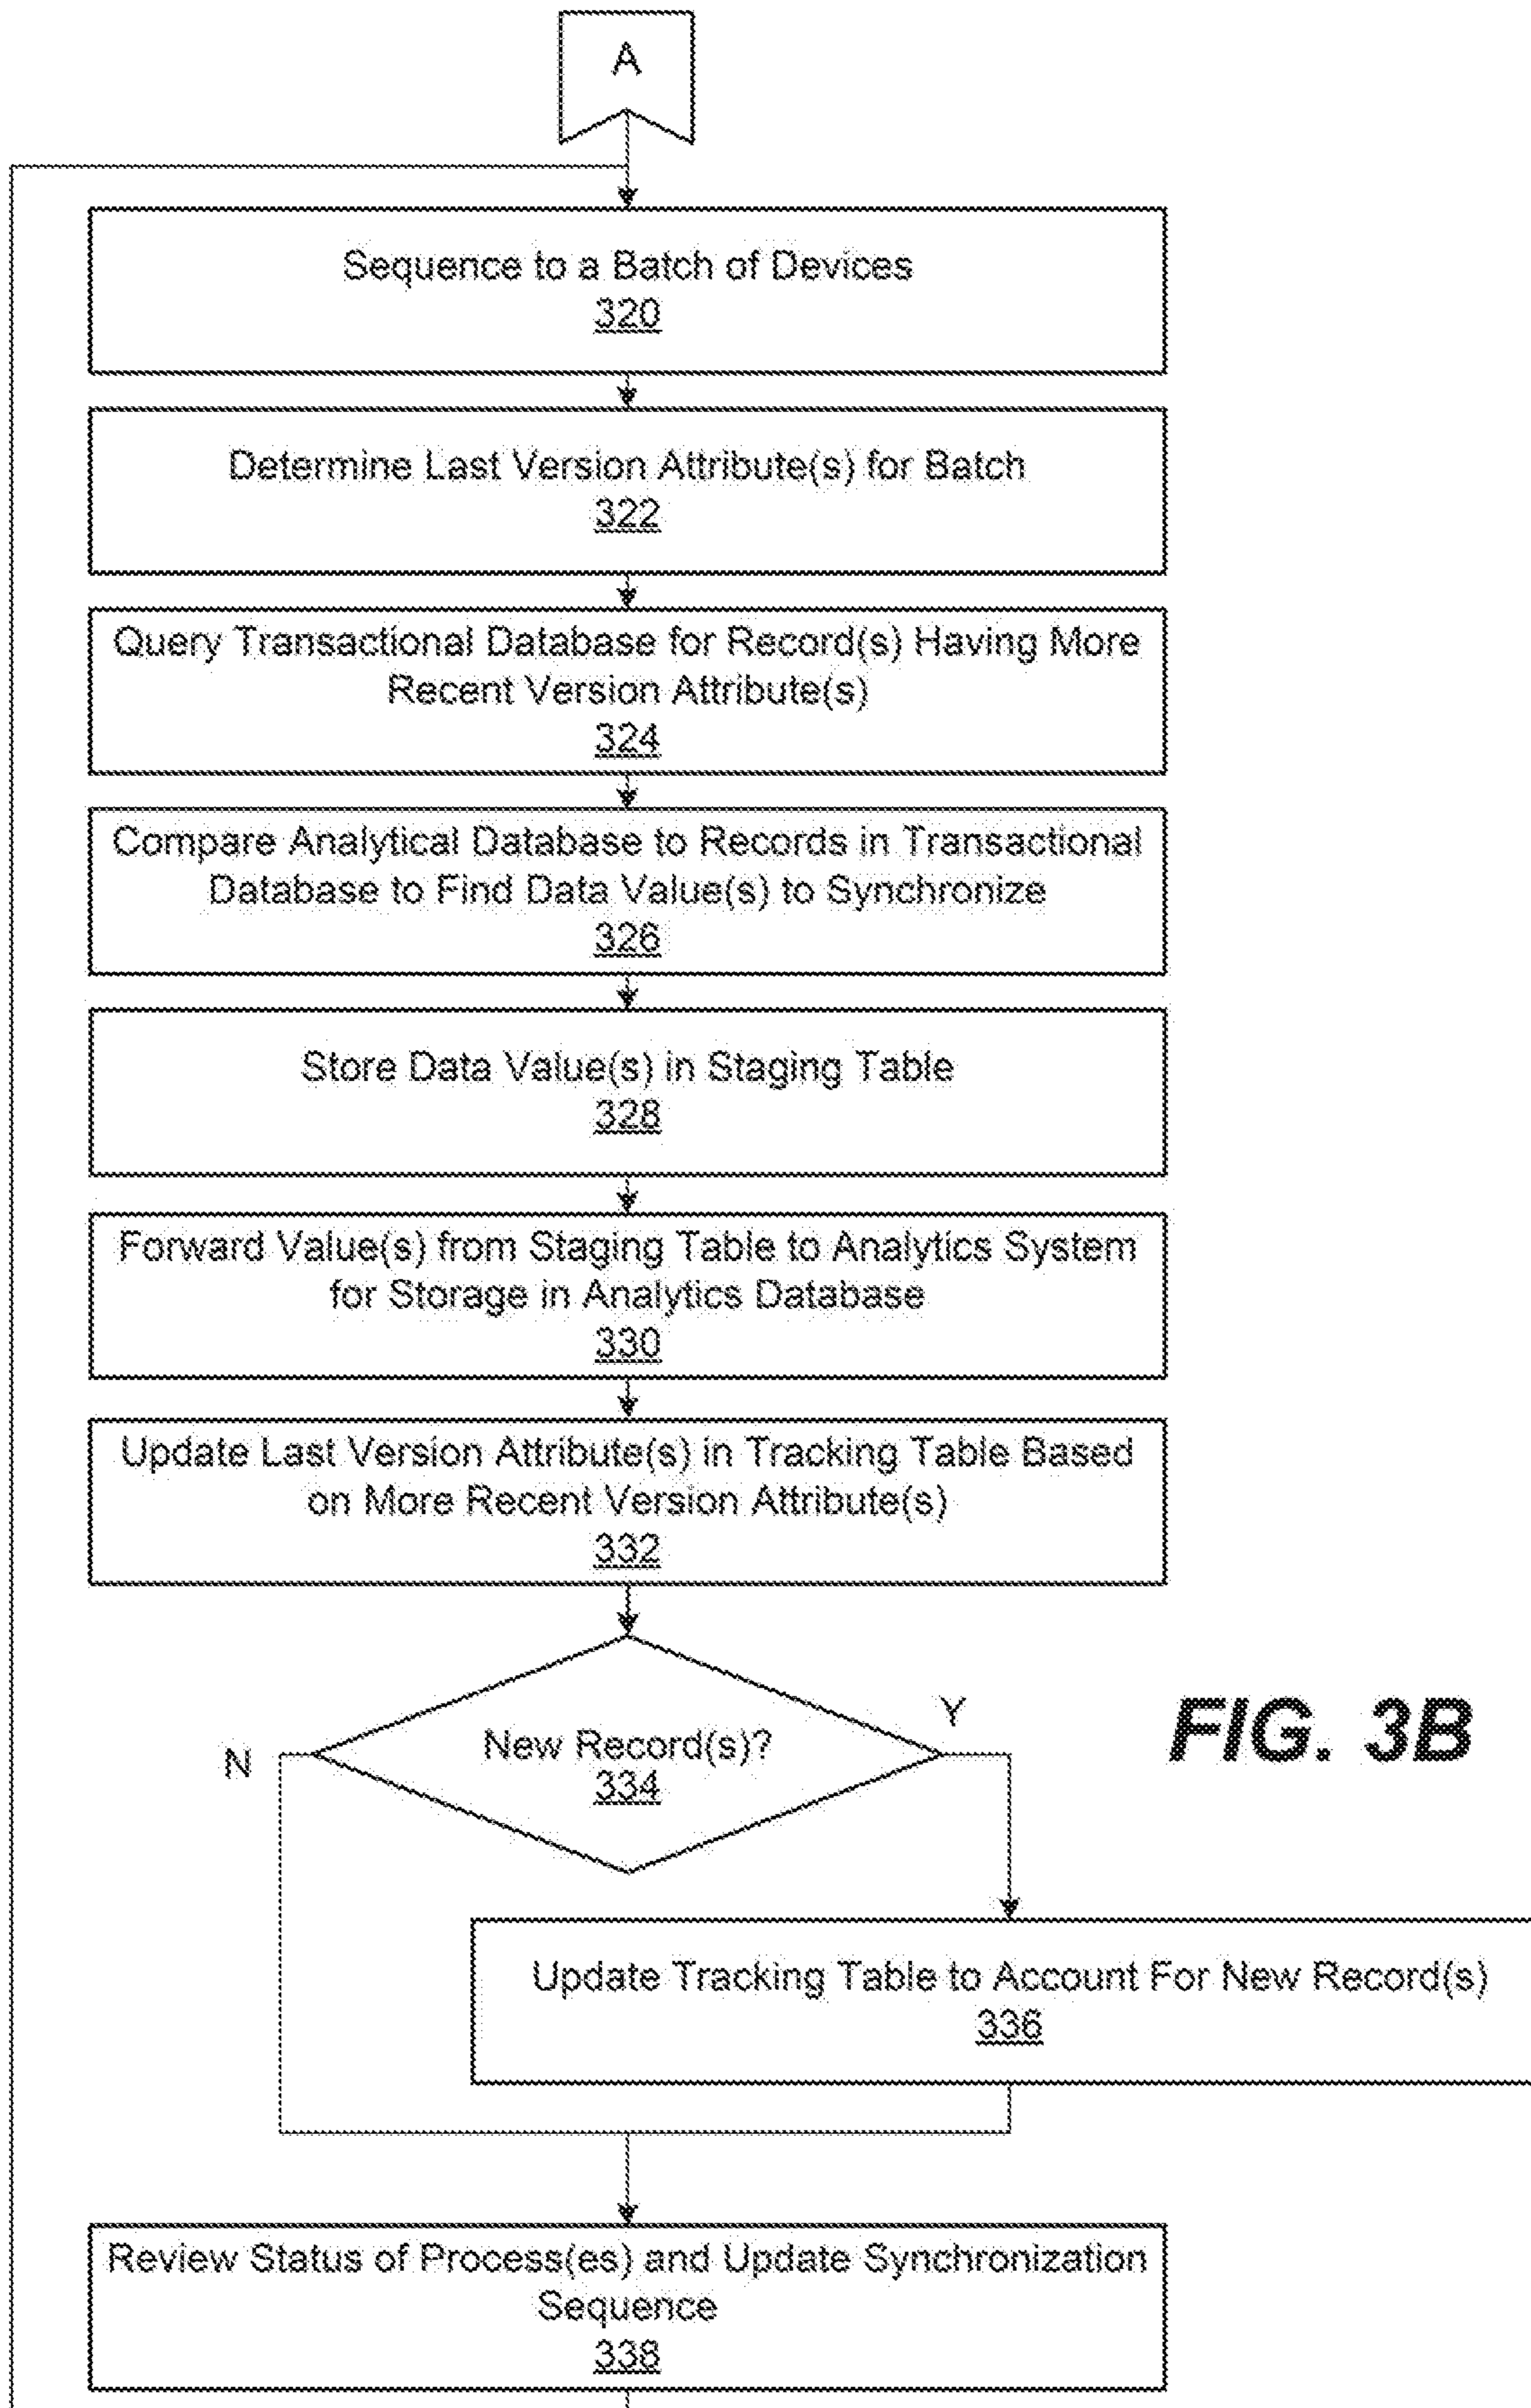 A
Sequence to a Batch of Devices
320
Determine Last Version Attribute(s) for Batch
322
Query Transactional Database for Record(s) Having More
Recent Version Attribute(s)
324
Compare Analytical Database to Records in Transactional
Database to Find Data Value(s) to Synchronize
326
Store Data Value(s) in Staging Table
328
Forward Value(s) from Staging Table to Analytics System
for Storage in Analytics Database
330
Update Last Version Attribute(s) in Tracking Table Based
on More Recent Version Attribute(s)
332
New Record(s)?
334
N
Y
FIG. 3B
Update Tracking Table to Account For New Record(s)
336
Review Status of Process(es) and Update Synchronization
Sequence
338